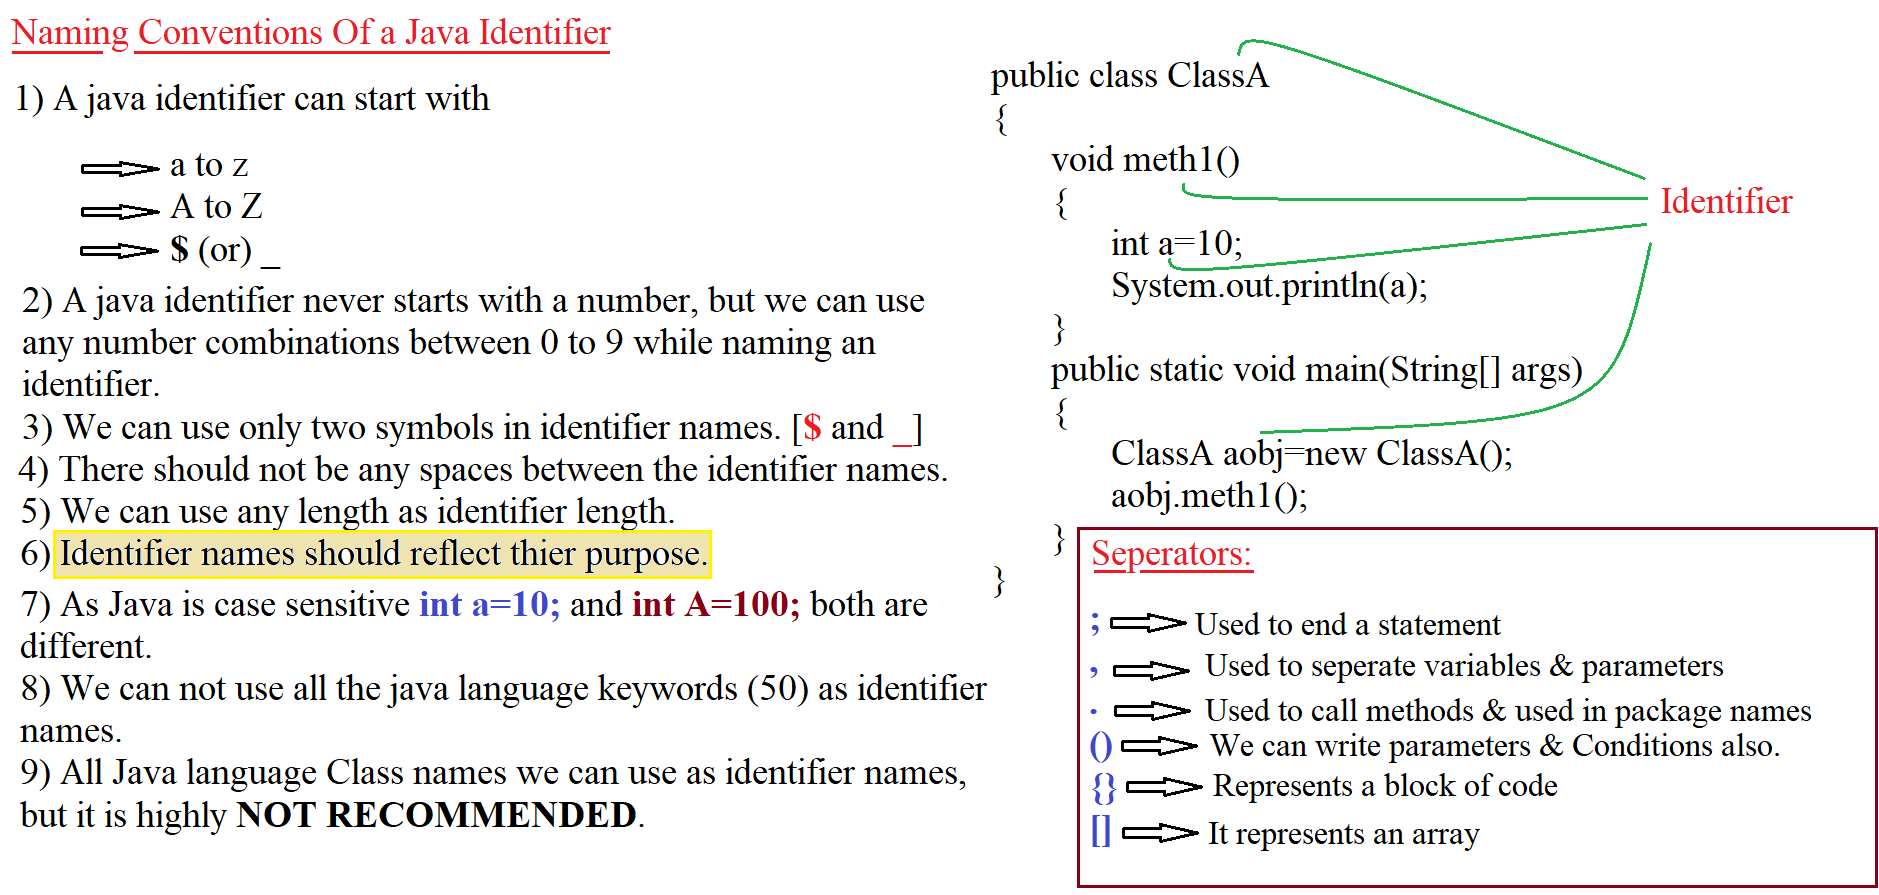 Naming Conventions Of a Java Identifier
1) A java identifier can start with
a to z
A to Z
$ (or) _
2) A java identifier never starts with a number, but we can use
any number combinations between 0 to 9 while naming an
identifier.
3) We can use only two symbols in identifier names. [$ and _]
4) There should not be any spaces between the identifier names.
5) We can use any length as identifier length.
6) Identifier names should reflect thier purpose.
7) As Java is case sensitive int a=10; and int A=100; both are
different.
8) We can not use all the java language keywords (50) as identifier
names.
9) All Java language Class names we can use as identifier names,
but it is highly NOT RECOMMENDED.
public class ClassA
{
void meth1()
{
int a=10;
System.out.println(a);
}
public static void main(String[] args)
{
ClassA aobj=new ClassA();
aobj.meth1();
}
}
Identifier
Seperators:
; Used to end a statement
, Used to seperate variables & parameters
. Used to call methods & used in package names
() We can write parameters & Conditions also.
{} Represents a block of code
[] It represents an array